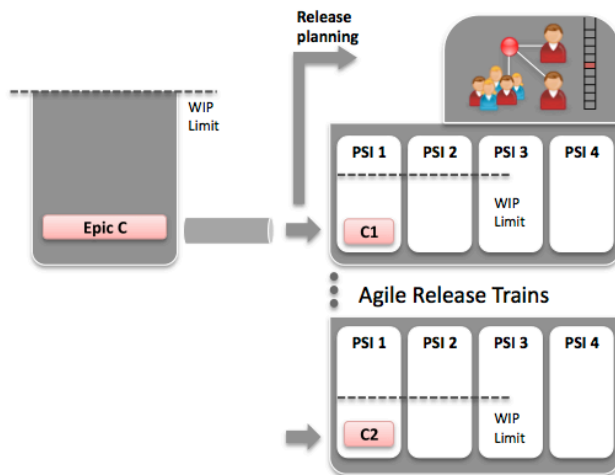 Release
planning
WIP
Limit
Epic C
PSI 1 PSI 2 PSI 3 PSI 4
WIP
Limit
C1
Agile Release Trains
PSI 1 PSI 2 PSI 3 PSI 4
WIP
Limit
C2